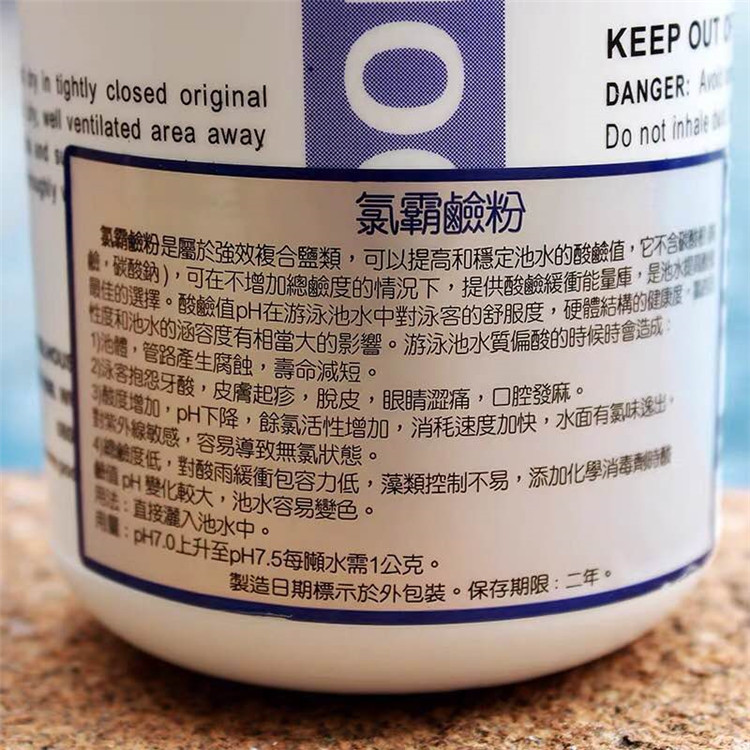 in tightly closed original
well ventilated area away
KEEP OUT
DANGER:
Do not inhale
氯霸鹼粉
氯霸鹼粉是屬於強效複合鹽類，可以提高和穩定池水的酸鹼值，它不含碳酸
鹼，碳酸鈉），可在不增加總鹼度的情況下，提供酸鹼緩衝能量庫，是池水
最佳的選擇。酸鹼值pH在游泳池水中對泳客的舒服度，硬體結構的健康度，
性度和池水的涵容度有相當大的影響。游泳池水質偏酸的時候時會造成：
1)池體，管路產生腐蝕，壽命減短。
2)泳客抱怨牙酸，皮膚起疹，脫皮，眼睛澀痛，口腔發麻。
3)酸度增加，pH下降，餘氯活性增加，消耗速度加快，水面有氯味逸出。
對紫外線敏感，容易導致無氯狀態。
4)總鹼度低，對酸雨緩衝包容力低，藻類控制不易，添加化學消毒劑時酸
鹼值pH變化較大，池水容易變色。
用法：直接灑入池水中。
用量：pH7.0上升至pH7.5每噸水需1公克。
製造日期標示於外包裝。保存期限：二年。